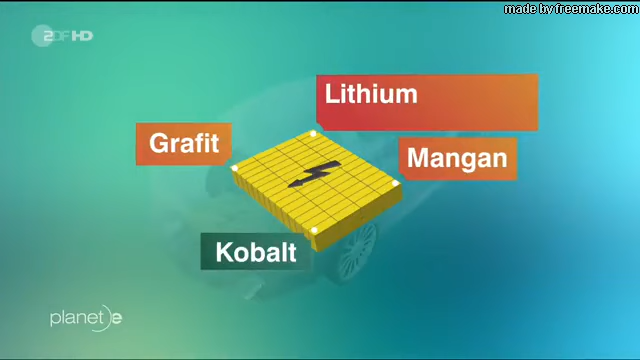 made by freemake.com
ZDF HD
Lithium
Grafit
Mangan
Kobalt
planet e